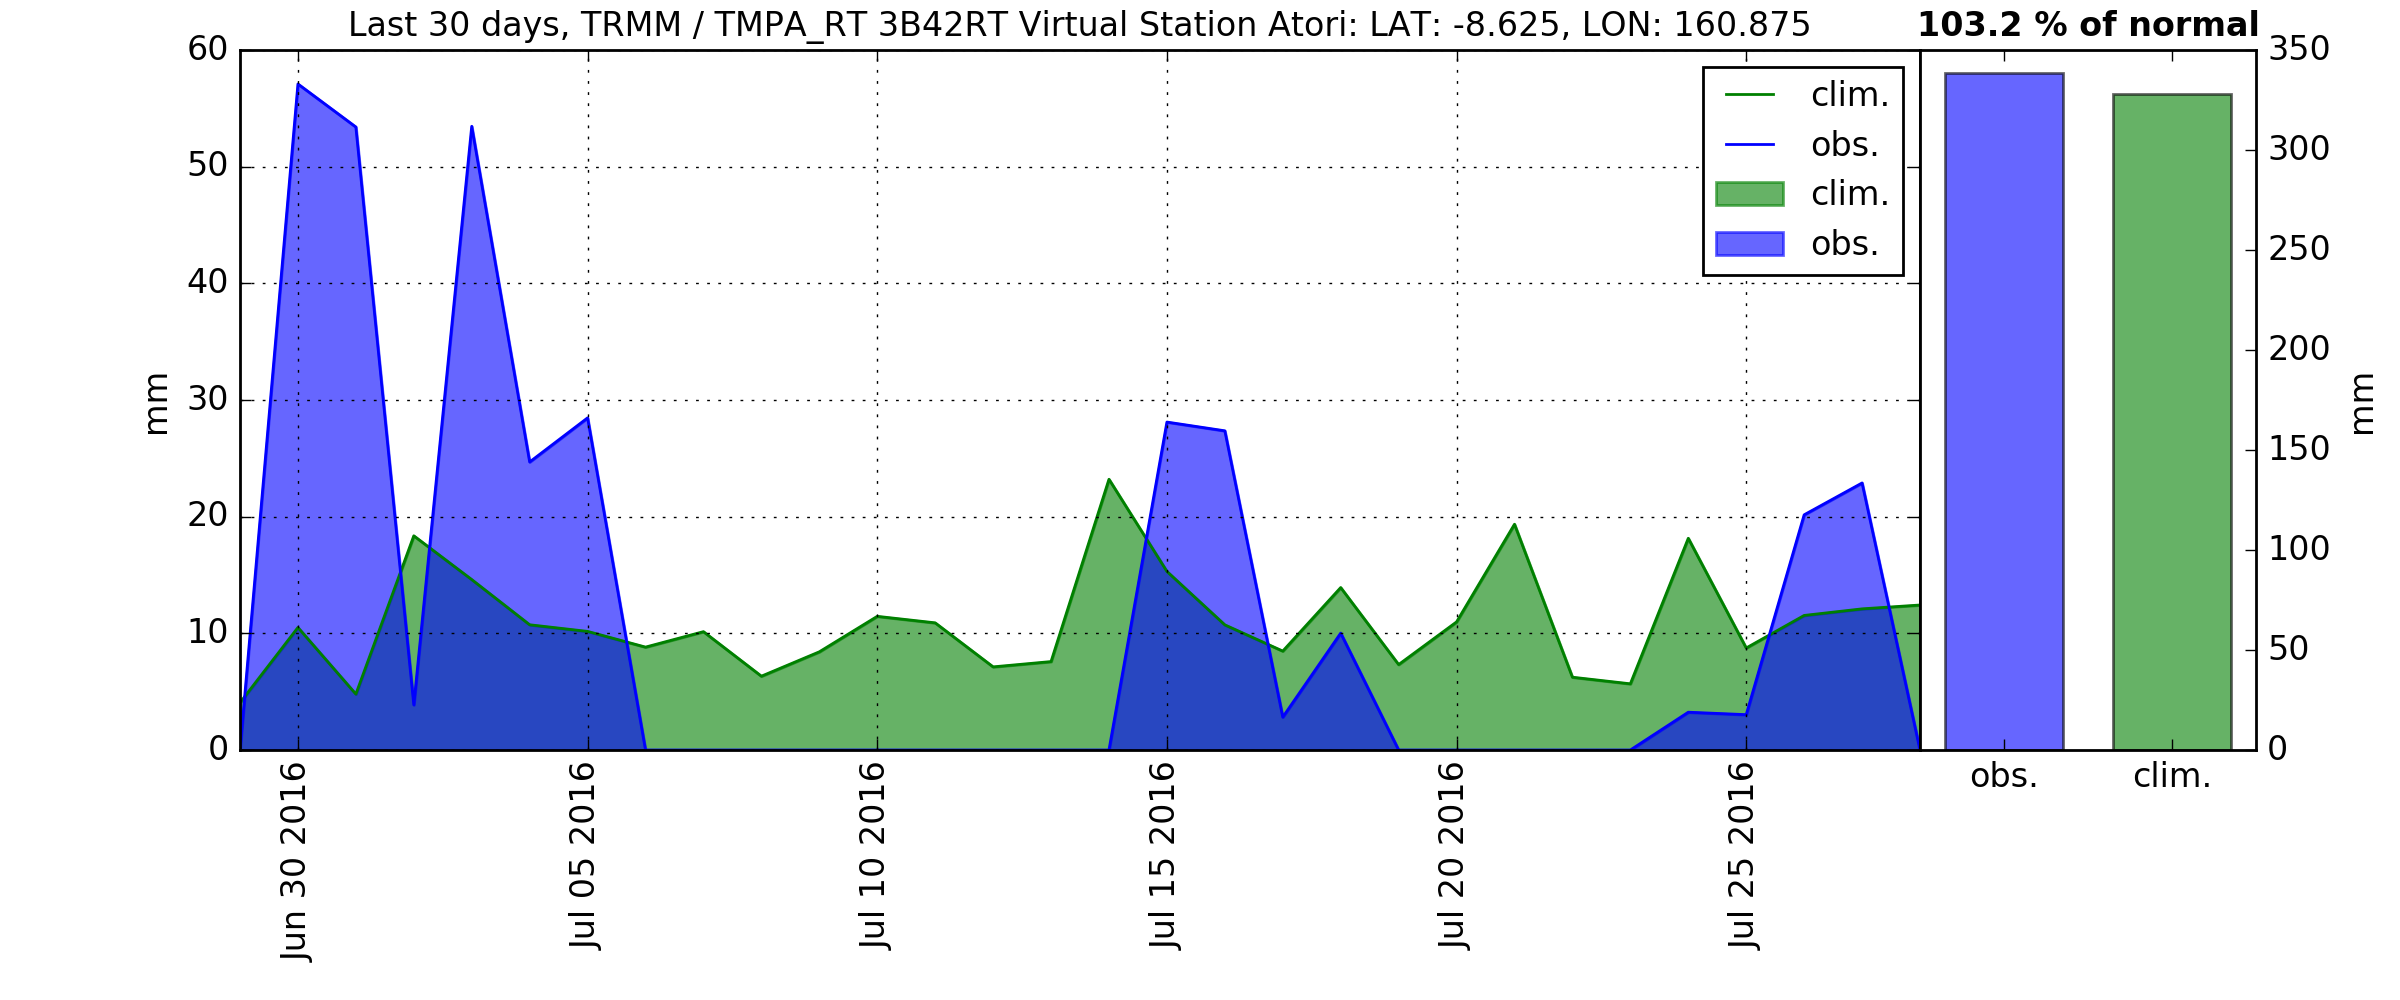 Last 30 days, TRMM / TMPA_RT 3B42RT Virtual Station Atori: LAT: -8.625, LON: 160.875
103.2 % of normal
60
50
40
30
20
10
0
mm
clim.
obs.
clim.
obs.
Jun 30 2016
Jul 05 2016
Jul 10 2016
Jul 15 2016
Jul 20 2016
Jul 25 2016
obs.
clim.
350
300
250
200
150
100
50
0
mm